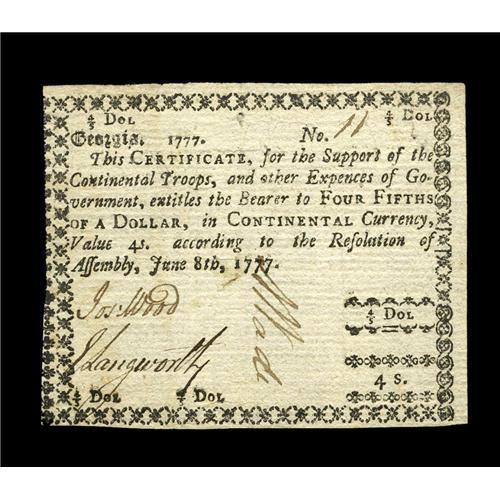 4/5 DOL 4/5 DOL
Georgia. 1777. No. 11
This CERTIFICATE, for the Support of the
Continental Troops, and other Expences of Go-
vernment, entitles the Bearer to FOUR FIFTHS
OF A DOLLAR, in CONTINENTAL Currency,
Value 4s. according to the Reſolution of
Aſſembly, June 8th, 1777.
Jos: Wood
4/5 DOL
Langworthy
4 s.
4/5 DOL 4/5 DOL